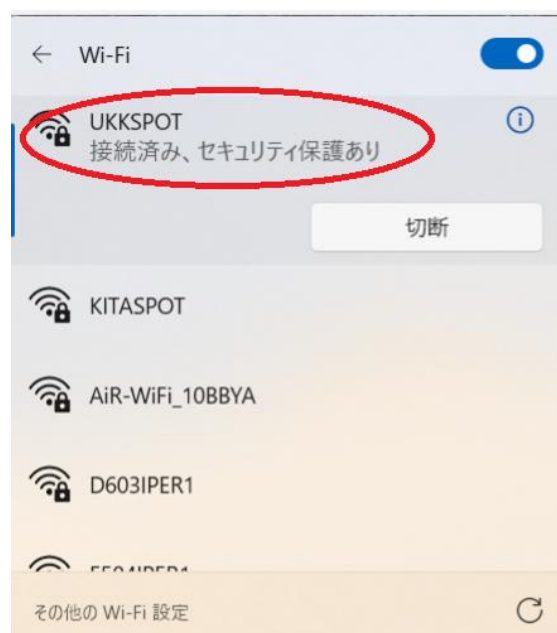 Wi-Fi
UKKSPOT
接続済み、セキュリティ保護あり
切断
KITASPOT
AiR-WiFi_10BBYA
D603IPER1
その他の Wi-Fi 設定